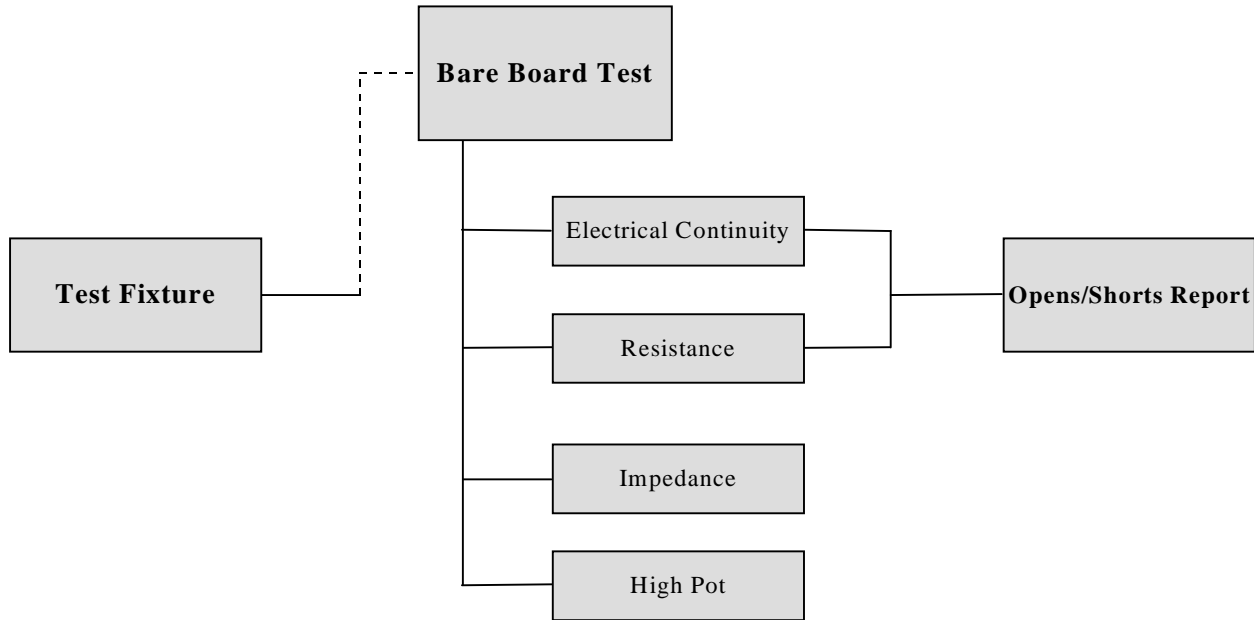 Bare Board Test
Electrical Continuity
Test Fixture
Opens/Shorts Report
Resistance
Impedance
High Pot